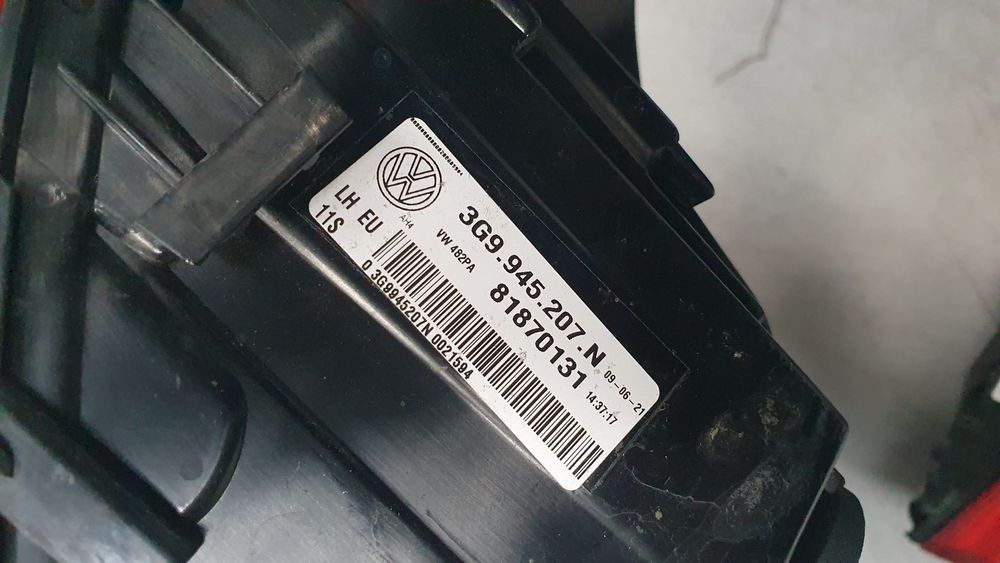 3G9.945.207.N
09-06-21
LH EU
AH4
VW 482PA
81870131
14:37:17
11S
0 3G9945207N 0021594